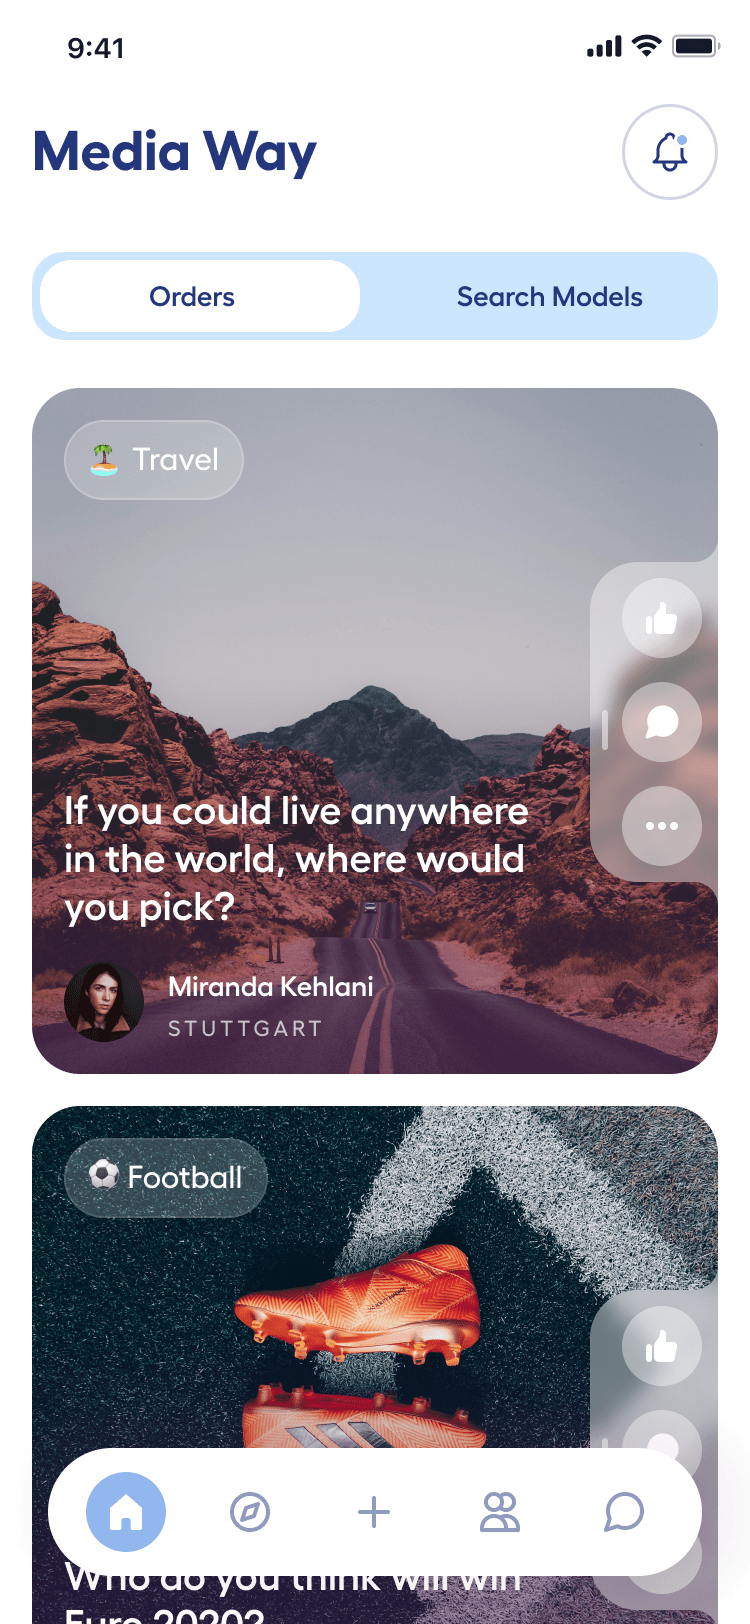 9:41
Media Way
Orders
Search Models
Travel
If you could live anywhere
in the world, where would
you pick?
Miranda Kehlani
STUTTGART
Football
Who do you think will win
Euro 2020?